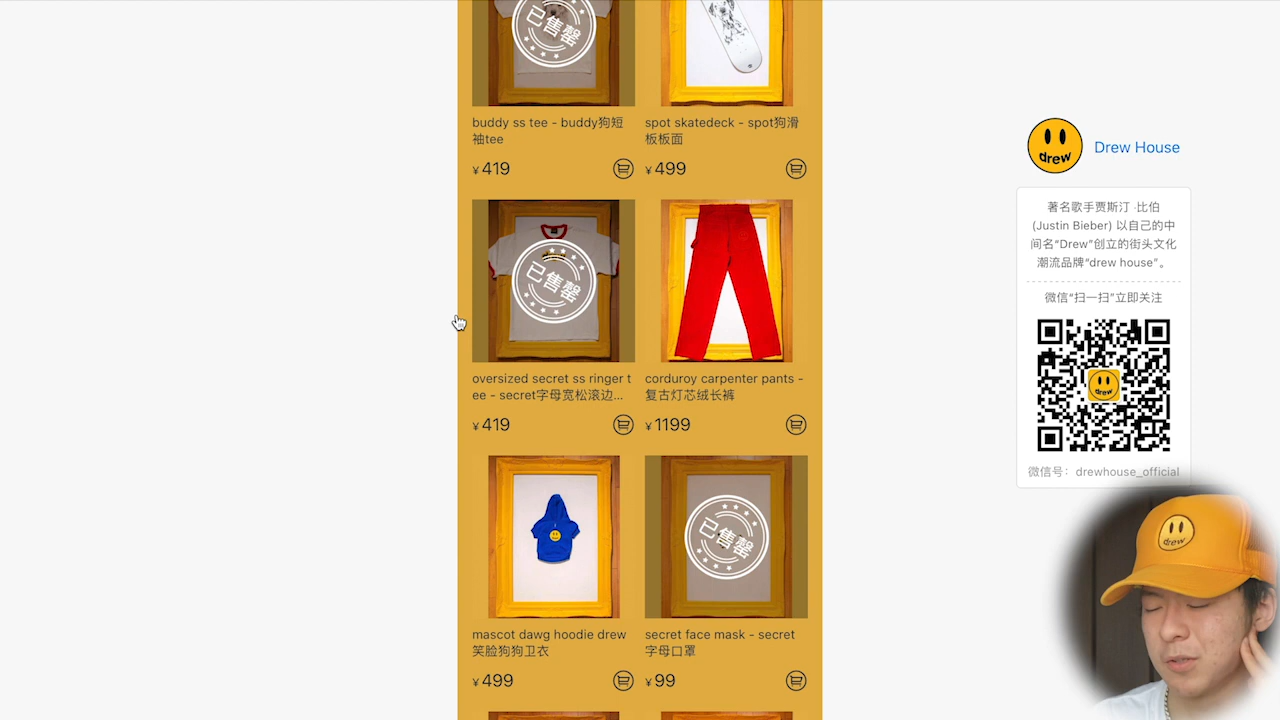 已售罄
buddy ss tee - buddy狗短
袖tee
¥419
spot skatedeck - spot狗滑
板板面
¥499
已售罄
oversized secret ss ringer t
ee - secret字母宽松滚边...
¥419
corduroy carpenter pants -
复古灯芯绒长裤
¥1199
mascot dawg hoodie drew
笑脸狗狗卫衣
¥499
已售罄
secret face mask - secret
字母口罩
¥99
drew
Drew House
著名歌手贾斯汀 ·比伯
(Justin Bieber) 以自己的中
间名“Drew”创立的街头文化
潮流品牌“drew house”。
微信“扫一扫”立即关注
drew
微信号: drewhouse_official
drew